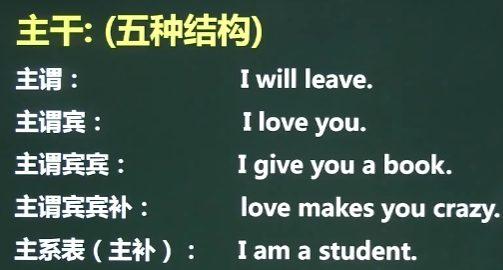 主干: (五种结构)
主谓： I will leave.
主谓宾： I love you.
主谓宾宾： I give you a book.
主谓宾宾补： love makes you crazy.
主系表（主补）： I am a student.